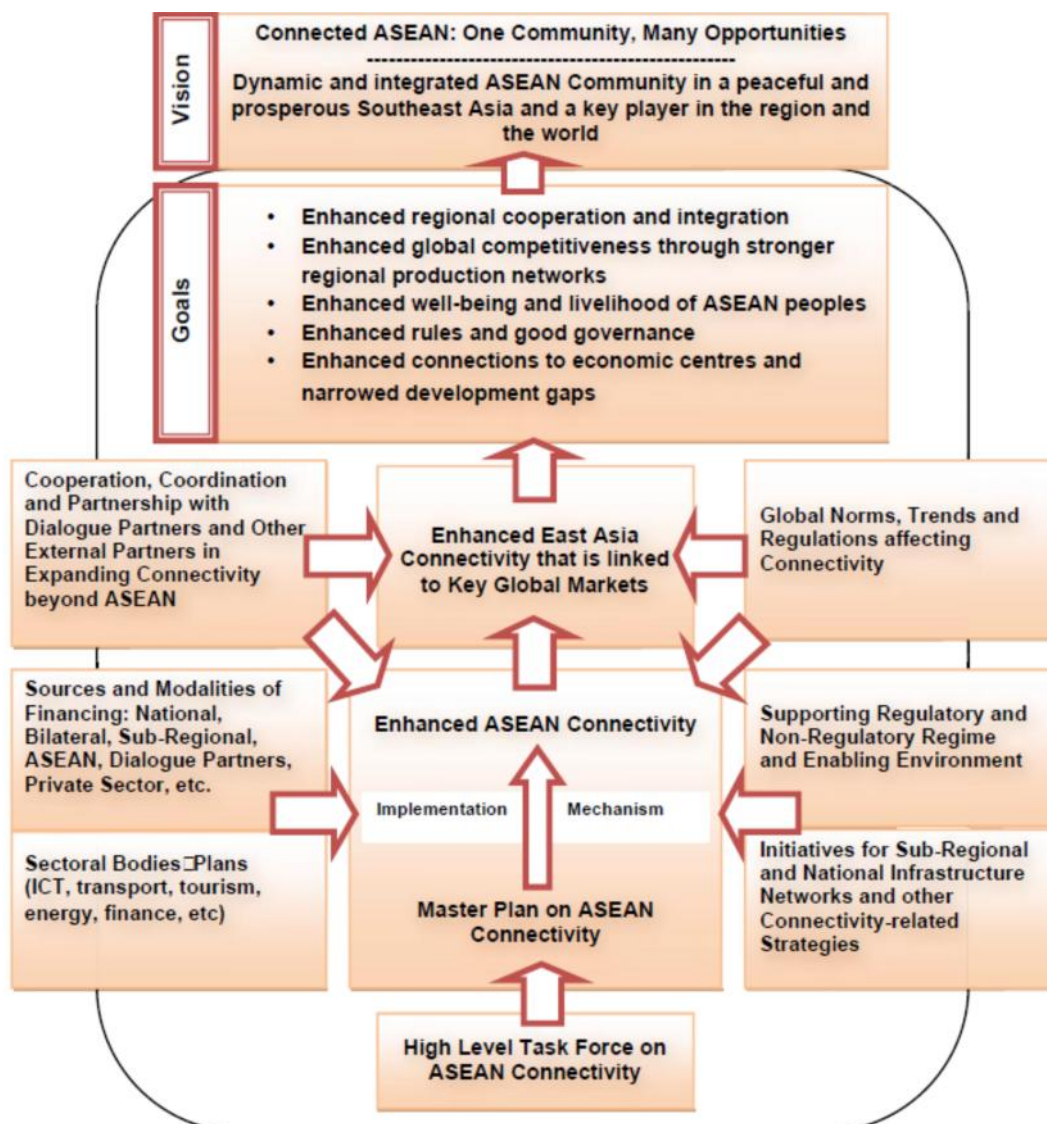 Vision
Connected ASEAN: One Community, Many Opportunities
------------------------------------------------
Dynamic and integrated ASEAN Community in a peaceful and
prosperous Southeast Asia and a key player in the region and
the world
Goals
• Enhanced regional cooperation and integration
• Enhanced global competitiveness through stronger
regional production networks
• Enhanced well-being and livelihood of ASEAN peoples
• Enhanced rules and good governance
• Enhanced connections to economic centres and
narrowed development gaps
Cooperation, Coordination
and Partnership with
Dialogue Partners and Other
External Partners in
Expanding Connectivity
beyond ASEAN
Enhanced East Asia
Connectivity that is linked
to Key Global Markets
Global Norms, Trends and
Regulations affecting
Connectivity
Sources and Modalities of
Financing: National,
Bilateral, Sub-Regional,
ASEAN, Dialogue Partners,
Private Sector, etc.
Enhanced ASEAN Connectivity
Implementation Mechanism
Supporting Regulatory and
Non-Regulatory Regime
and Enabling Environment
Sectoral Bodies□Plans
(ICT, transport, tourism,
energy, finance, etc)
Master Plan on ASEAN
Connectivity
Initiatives for Sub-Regional
and National Infrastructure
Networks and other
Connectivity-related
Strategies
High Level Task Force on
ASEAN Connectivity